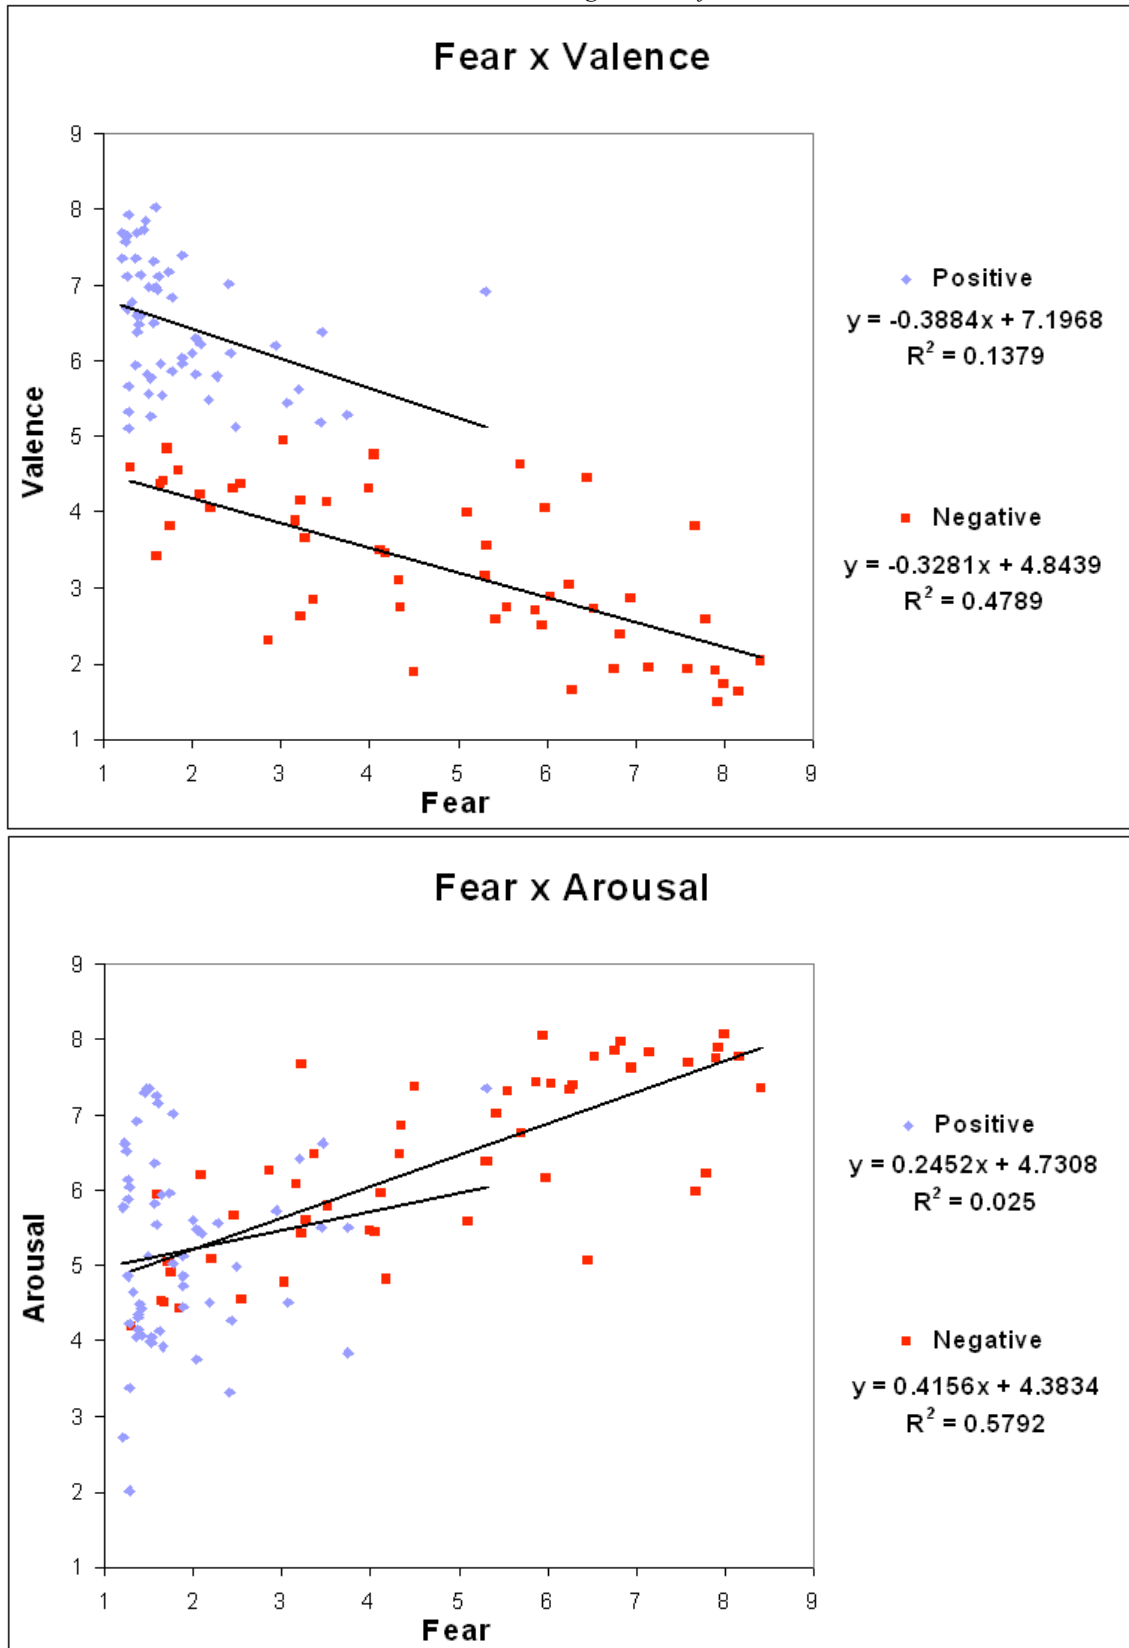 Fear x Valence
9
8
7
6
5
4
3
2
1
Valence
1 2 3 4 5 6 7 8 9
Fear
Positive
y = -0.3884x + 7.1968
R² = 0.1379
Negative
y = -0.3281x + 4.8439
R² = 0.4789
Fear x Arousal
9
8
7
6
5
4
3
2
1
Arousal
1 2 3 4 5 6 7 8 9
Fear
Positive
y = 0.2452x + 4.7308
R² = 0.025
Negative
y = 0.4156x + 4.3834
R² = 0.5792